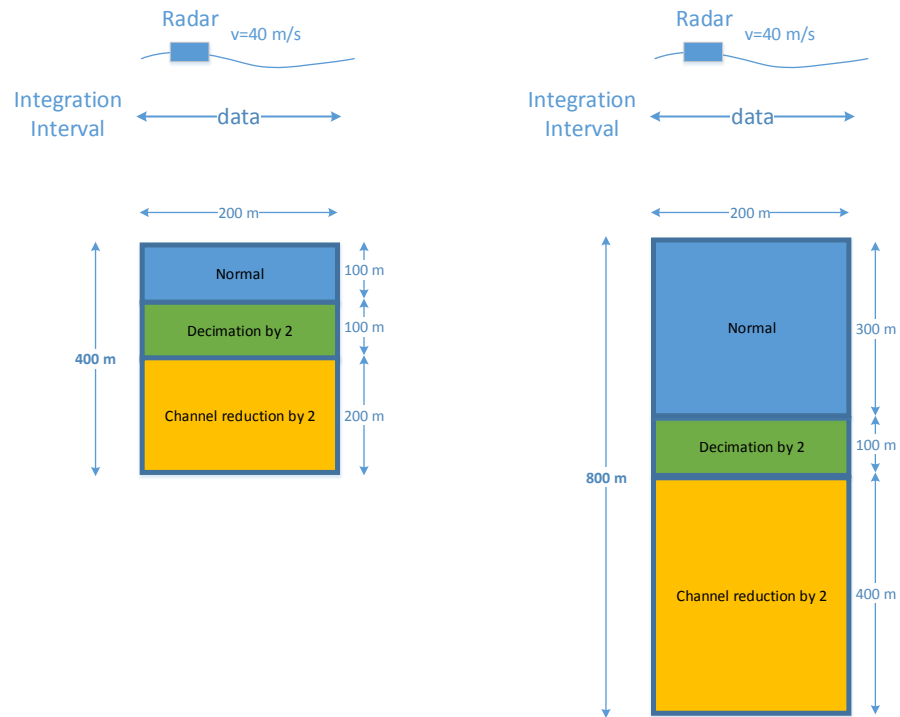 Radar
v=40 m/s
Integration
Interval
data
200 m
400 m
Normal
100 m
Decimation by 2
100 m
Channel reduction by 2
200 m
Radar
v=40 m/s
Integration
Interval
data
200 m
800 m
Normal
300 m
Decimation by 2
100 m
Channel reduction by 2
400 m